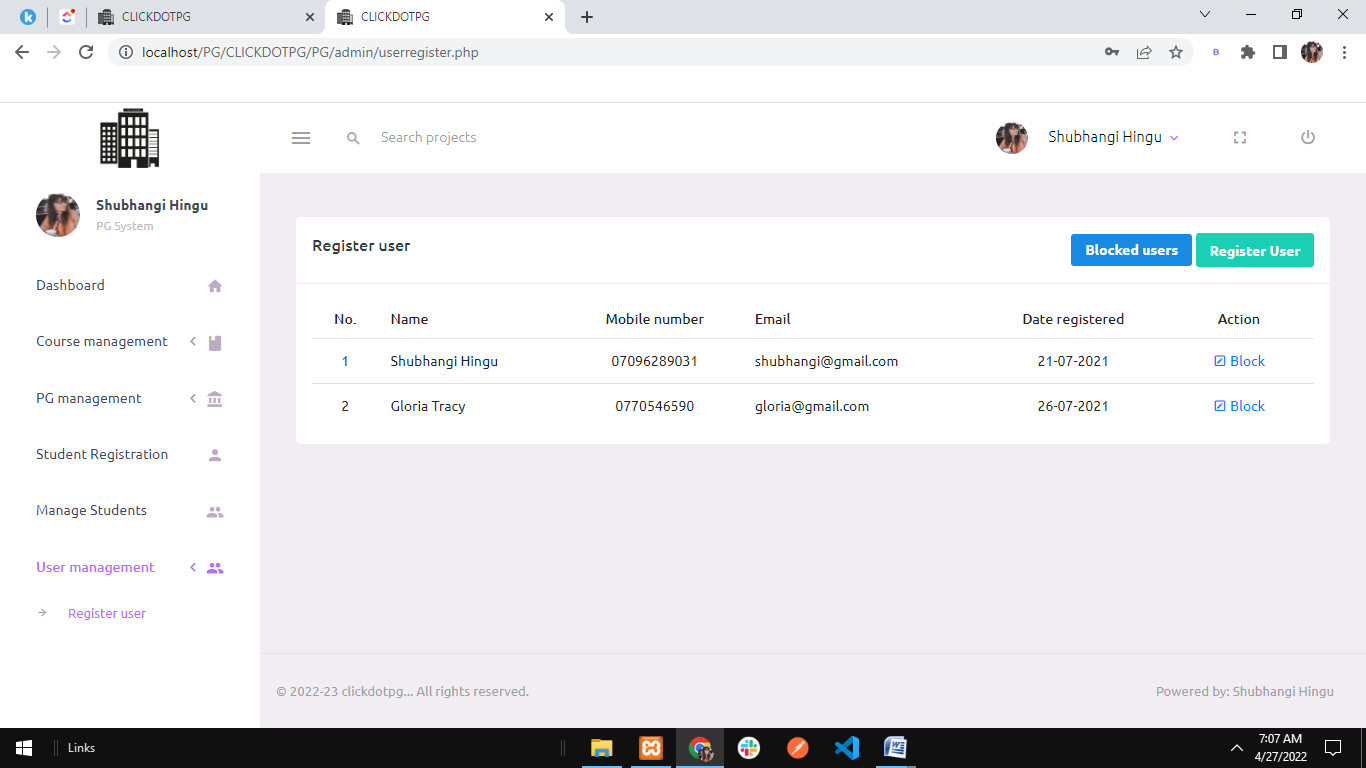 CLICKDOTPG
CLICKDOTPG
localhost/PG/CLICKDOTPG/PG/admin/userregister.php
B
Search projects
Shubhangi Hingu
Shubhangi Hingu
PG System
Dashboard
Course management
PG management
Student Registration
Manage Students
User management
Register user
Register user
Blocked users
Register User
No. Name Mobile number Email Date registered Action
1 Shubhangi Hingu 07096289031 shubhangi@gmail.com 21-07-2021 Block
2 Gloria Tracy 0770546590 gloria@gmail.com 26-07-2021 Block
© 2022-23 clickdotpg... All rights reserved.
Powered by: Shubhangi Hingu
Links
7:07 AM
4/27/2022